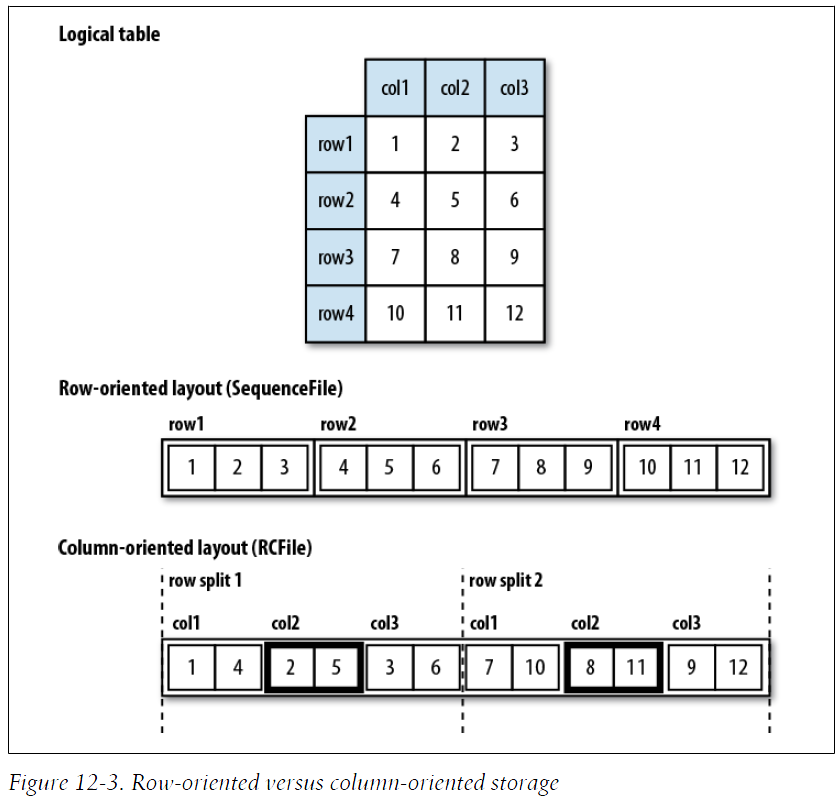 Logical table
col1 col2 col3
row1 1 2 3
row2 4 5 6
row3 7 8 9
row4 10 11 12
Row-oriented layout (SequenceFile)
row1 row2 row3 row4
1 2 3 4 5 6 7 8 9 10 11 12
Column-oriented layout (RCFile)
row split 1 row split 2
col1 col2 col3 col1 col2 col3
1 4 2 5 3 6 7 10 8 11 9 12
Figure 12-3. Row-oriented versus column-oriented storage